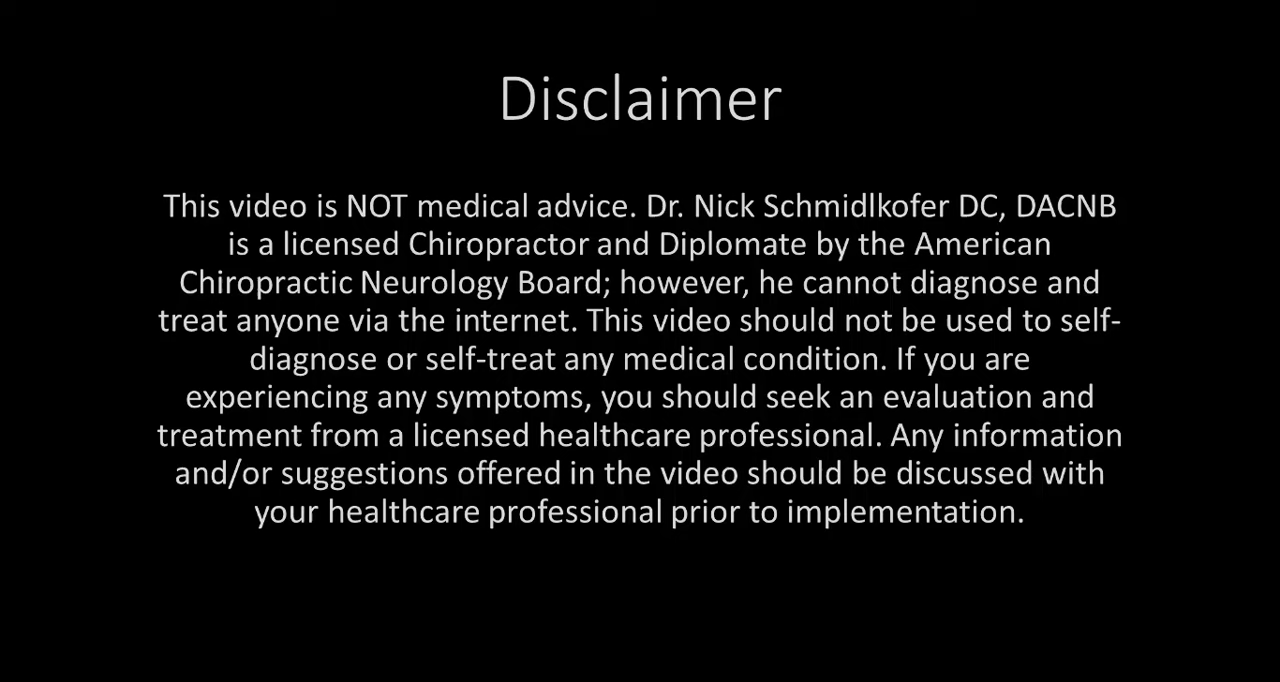 Disclaimer
This video is NOT medical advice. Dr. Nick Schmidlkofer DC, DACNB
is a licensed Chiropractor and Diplomate by the American
Chiropractic Neurology Board; however, he cannot diagnose and
treat anyone via the internet. This video should not be used to self-
diagnose or self-treat any medical condition. If you are
experiencing any symptoms, you should seek an evaluation and
treatment from a licensed healthcare professional. Any information
and/or suggestions offered in the video should be discussed with
your healthcare professional prior to implementation.